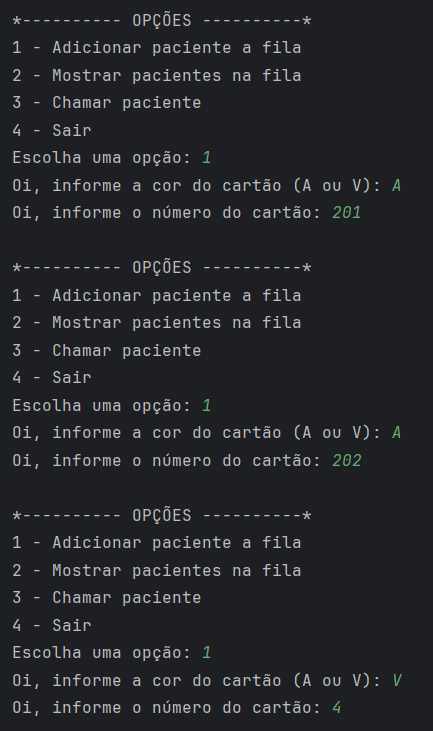 *---------- OPÇÕES ----------*
1 - Adicionar paciente a fila
2 - Mostrar pacientes na fila
3 - Chamar paciente
4 - Sair
Escolha uma opção: 1
Oi, informe a cor do cartão (A ou V): A
Oi, informe o número do cartão: 201

*---------- OPÇÕES ----------*
1 - Adicionar paciente a fila
2 - Mostrar pacientes na fila
3 - Chamar paciente
4 - Sair
Escolha uma opção: 1
Oi, informe a cor do cartão (A ou V): A
Oi, informe o número do cartão: 202

*---------- OPÇÕES ----------*
1 - Adicionar paciente a fila
2 - Mostrar pacientes na fila
3 - Chamar paciente
4 - Sair
Escolha uma opção: 1
Oi, informe a cor do cartão (A ou V): V
Oi, informe o número do cartão: 4